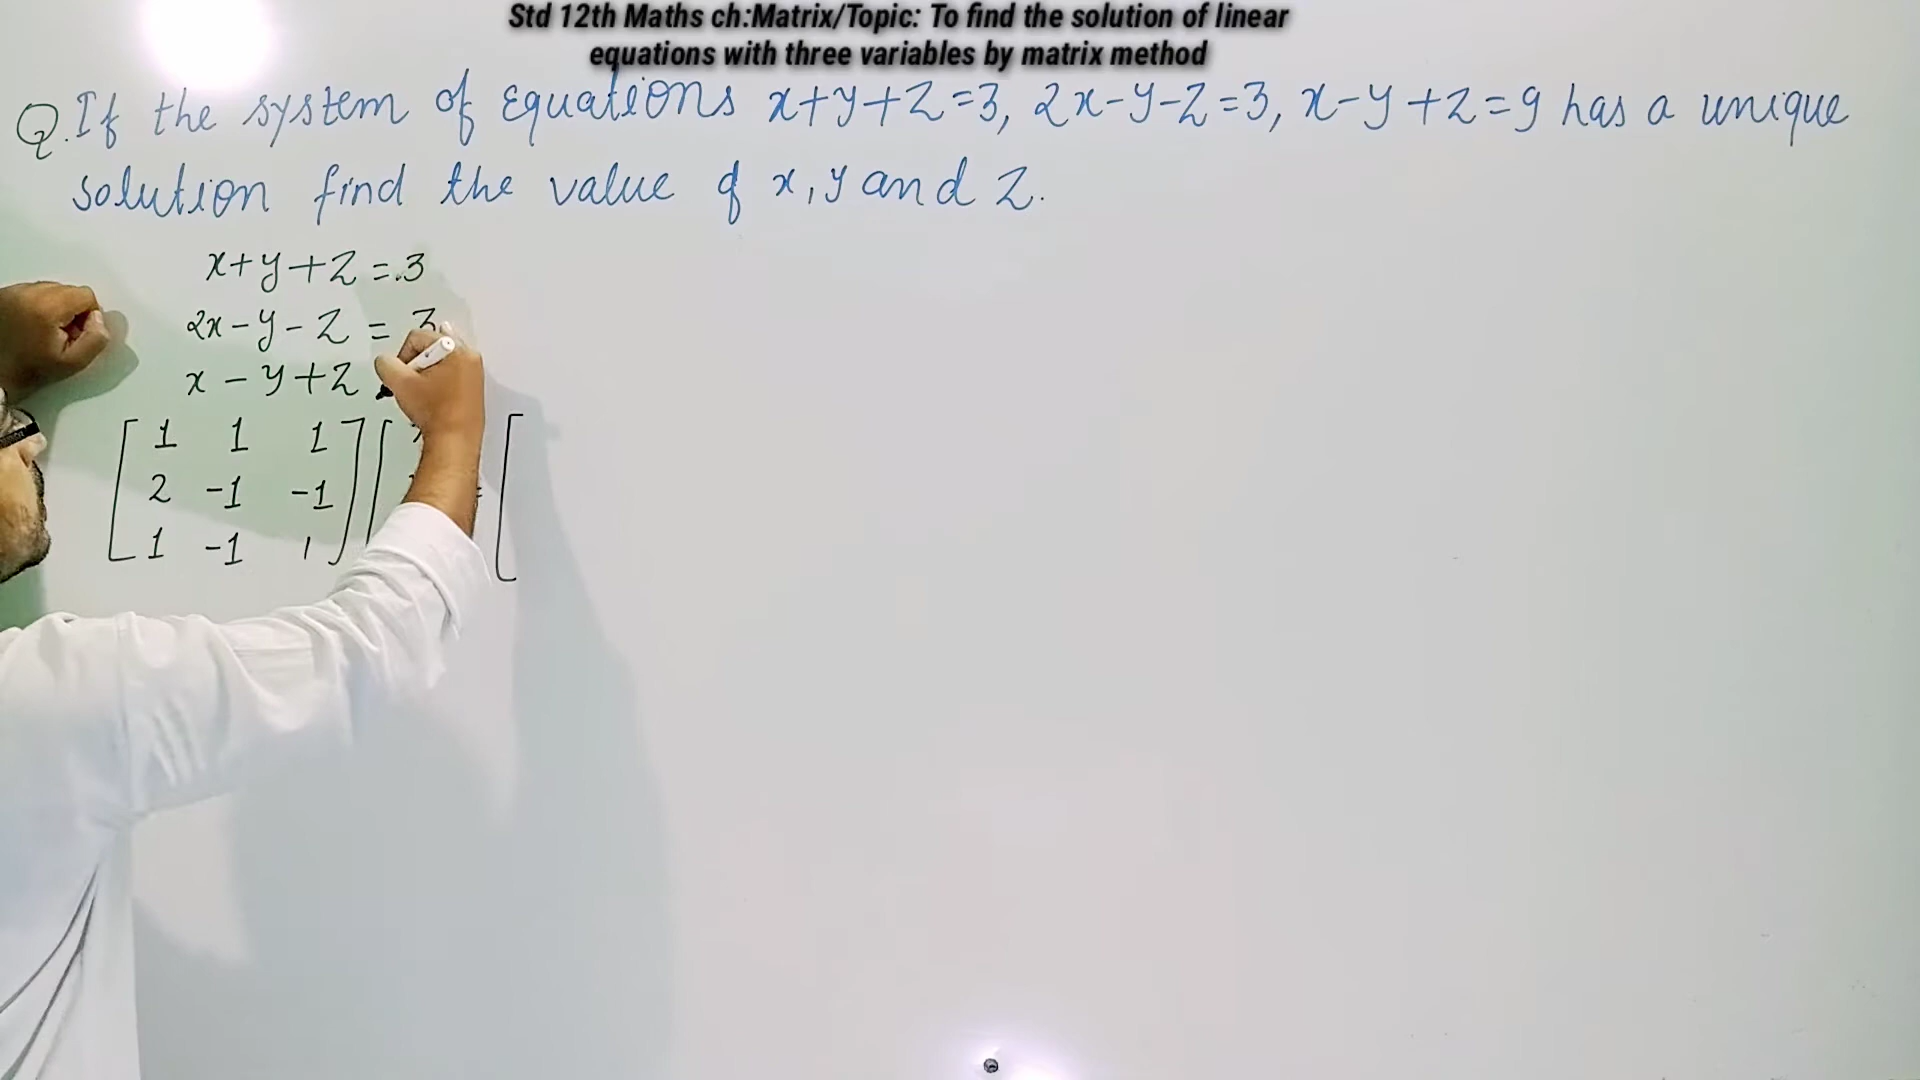 Std 12th Maths ch:Matrix/Topic: To find the solution of linear
equations with three variables by matrix method
Q. If the system of Equations x+y+z=3, 2x-y-z=3, x-y+z=9 has a unique
solution find the value of x, y and z.
x+y+z=3
2x-y-z=3
x-y+z
[1 1 1] [ [
2 -1 -1 =
1 -1 1